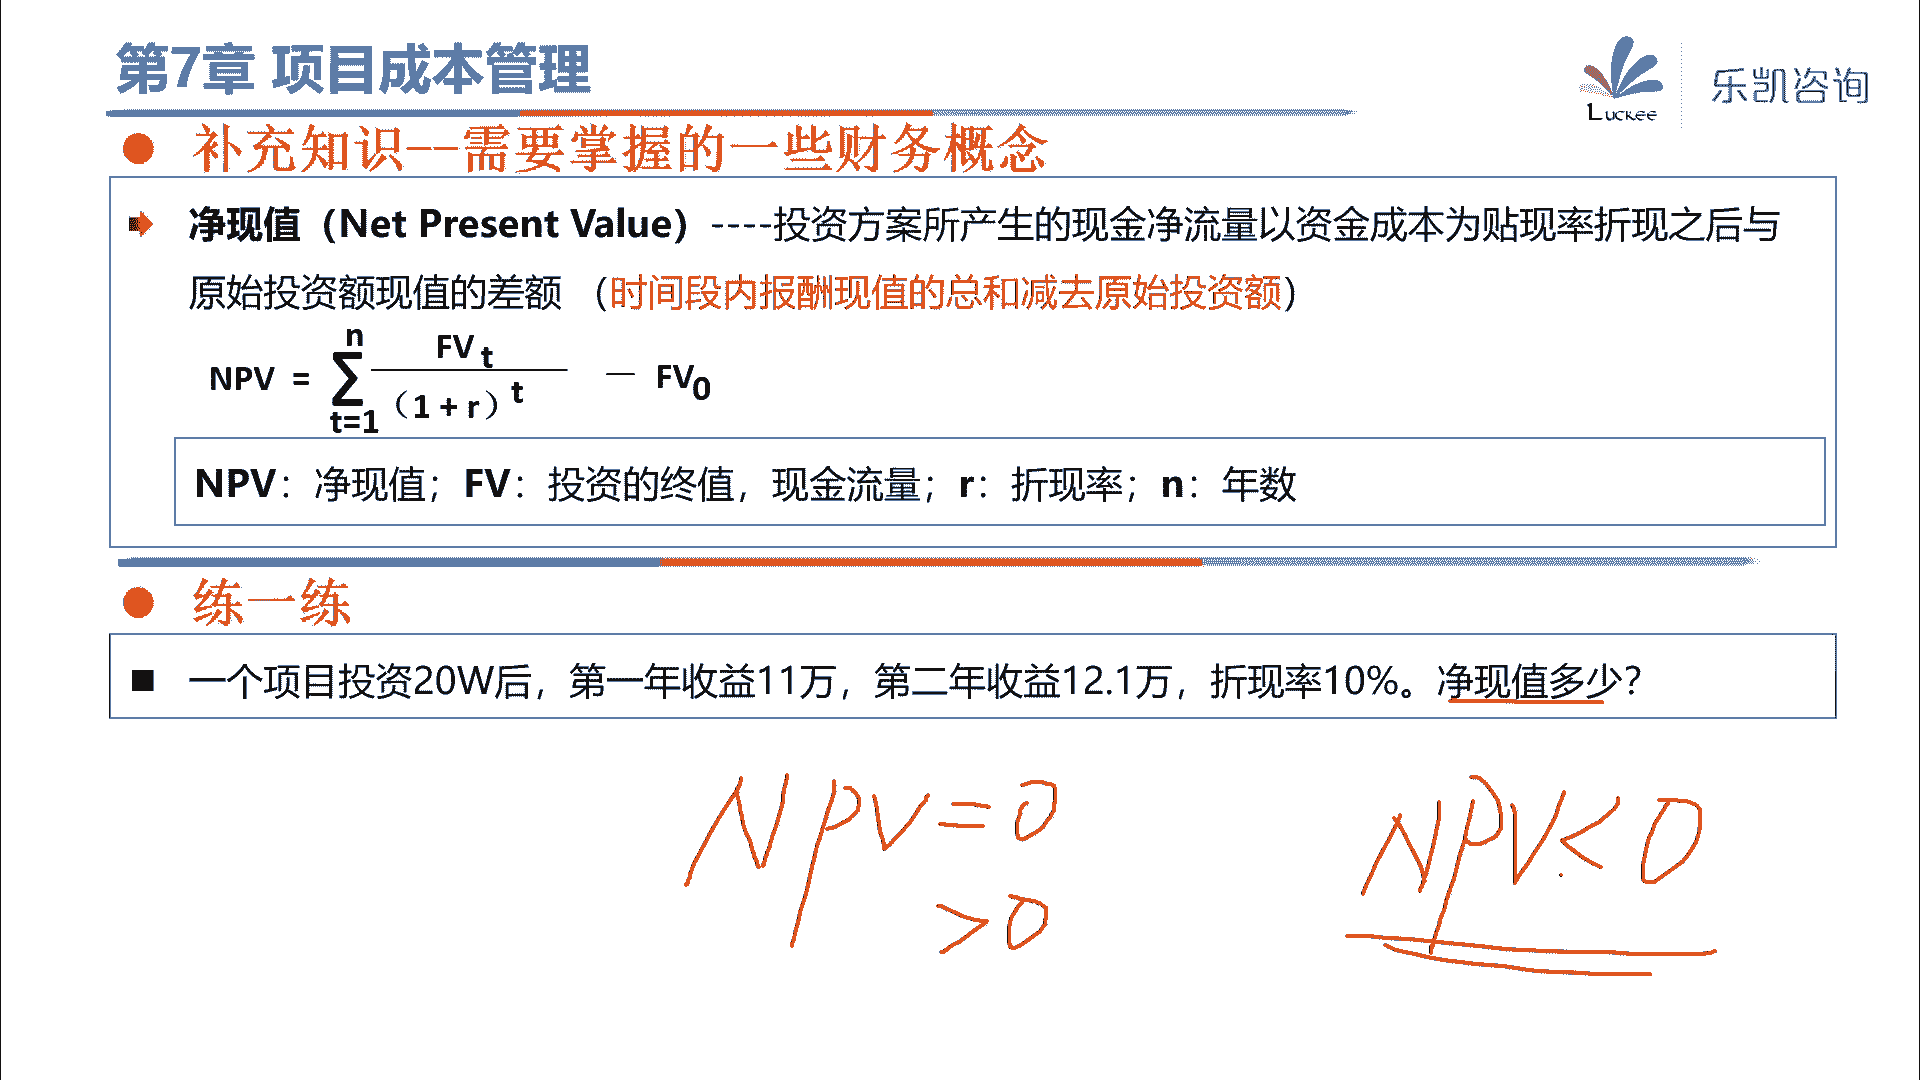 第7章 项目成本管理
Luckee 乐凯咨询
补充知识--需要掌握的一些财务概念
净现值（Net Present Value）----投资方案所产生的现金净流量以资金成本为贴现率折现之后与
原始投资额现值的差额 （时间段内报酬现值的总和减去原始投资额）
n
NPV = ∑ FV t / （1 + r） t — FV0
t=1
NPV：净现值；FV：投资的终值，现金流量；r：折现率；n：年数
练一练
一个项目投资20W后，第一年收益11万，第二年收益12.1万，折现率10%。净现值多少？
NPV=0
>0
NPV<0